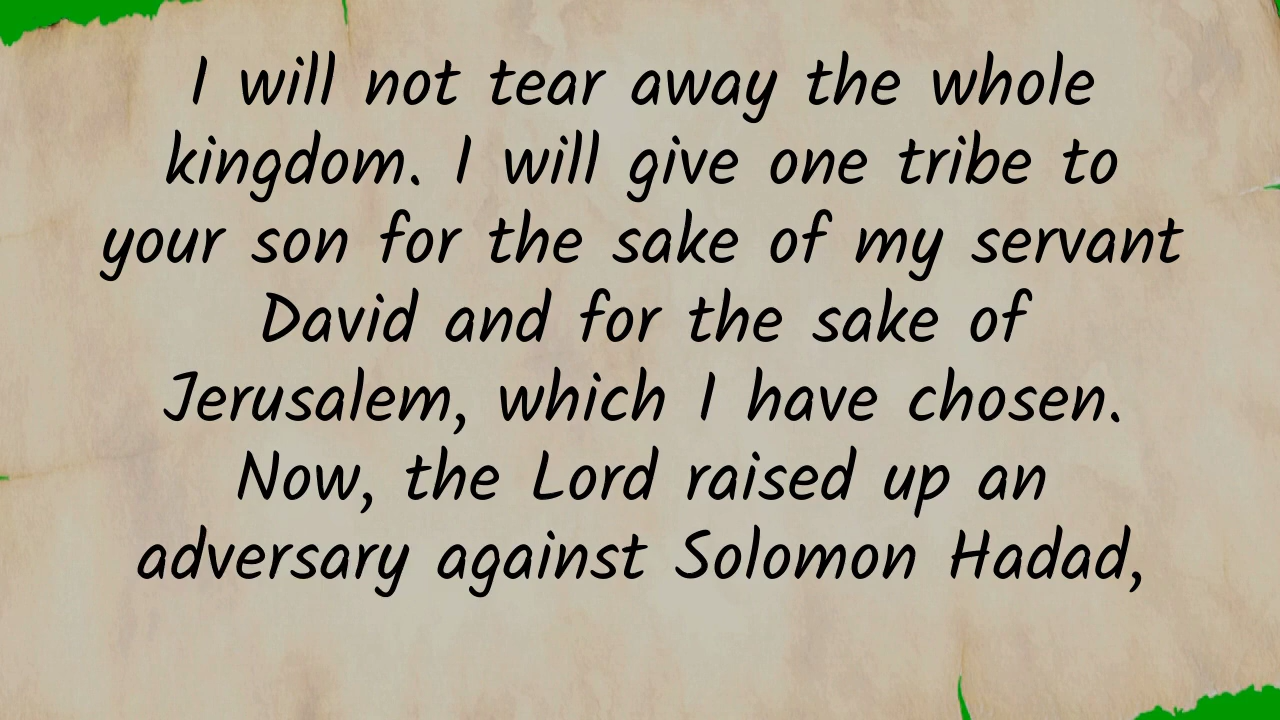 I will not tear away the whole
kingdom. I will give one tribe to
your son for the sake of my servant
David and for the sake of
Jerusalem, which I have chosen.
Now, the Lord raised up an
adversary against Solomon Hadad,